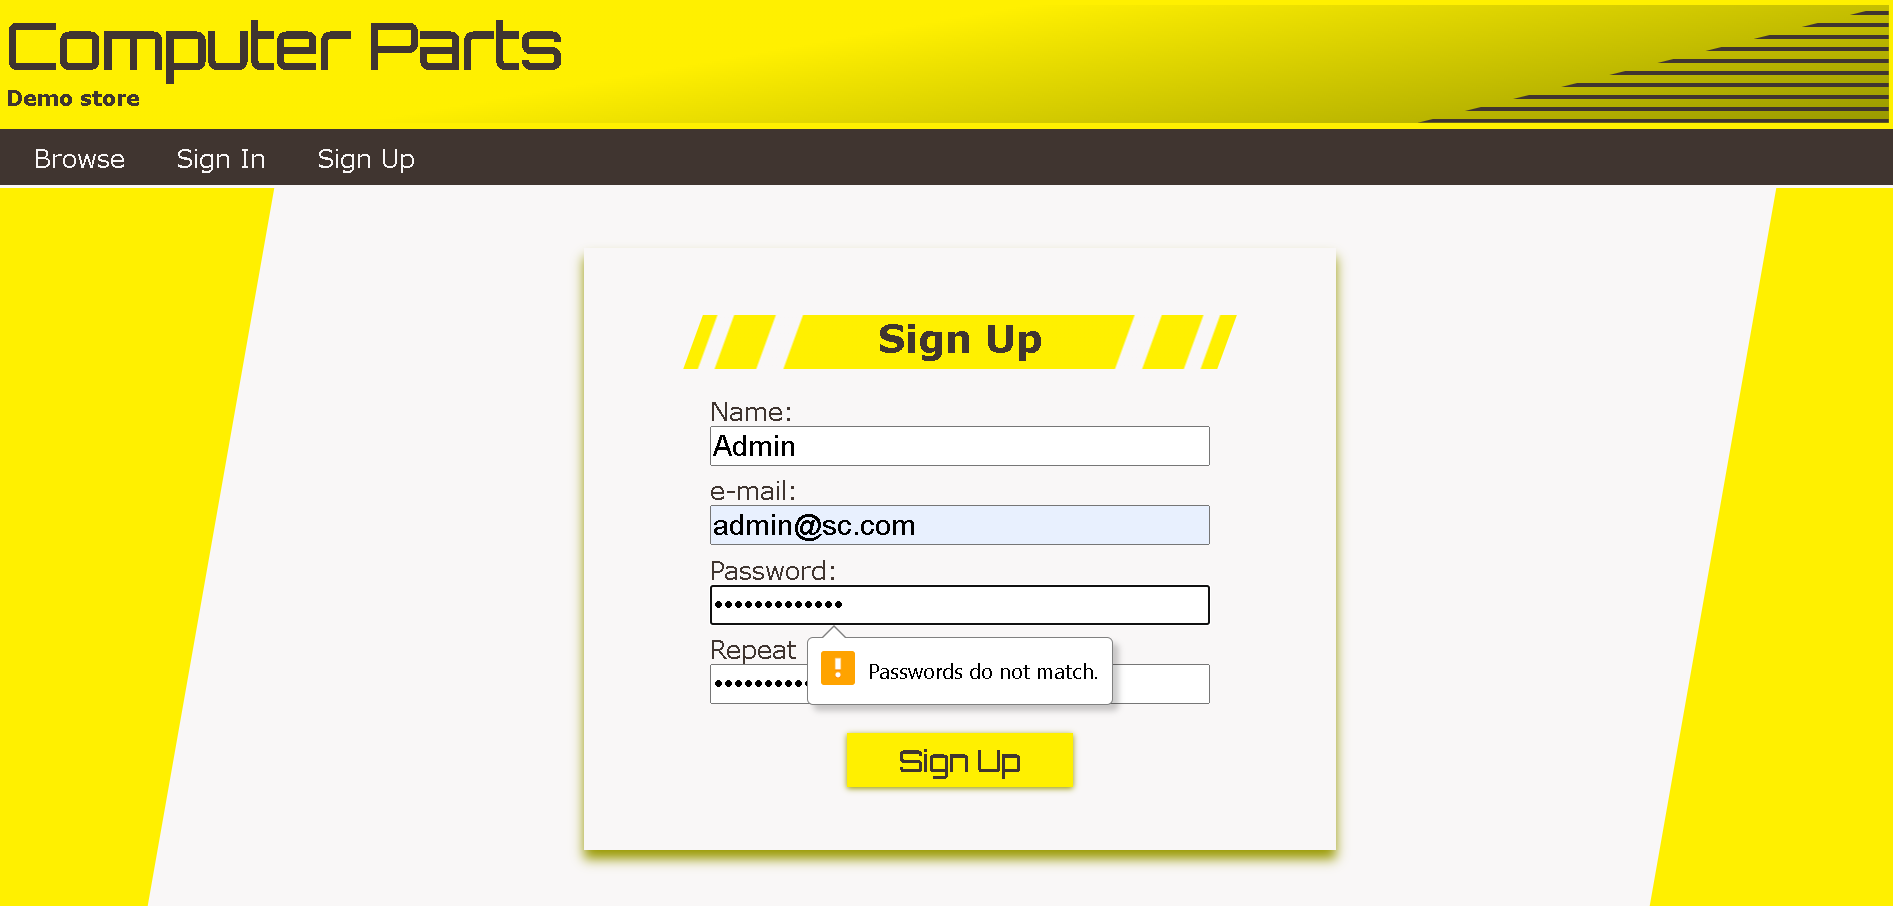 Computer Parts
Demo store
Browse Sign In Sign Up
Sign Up
Name:
Admin
e-mail:
admin@sc.com
Password:
•••••••••••••
Repeat
Passwords do not match.
••••••••••
Sign Up